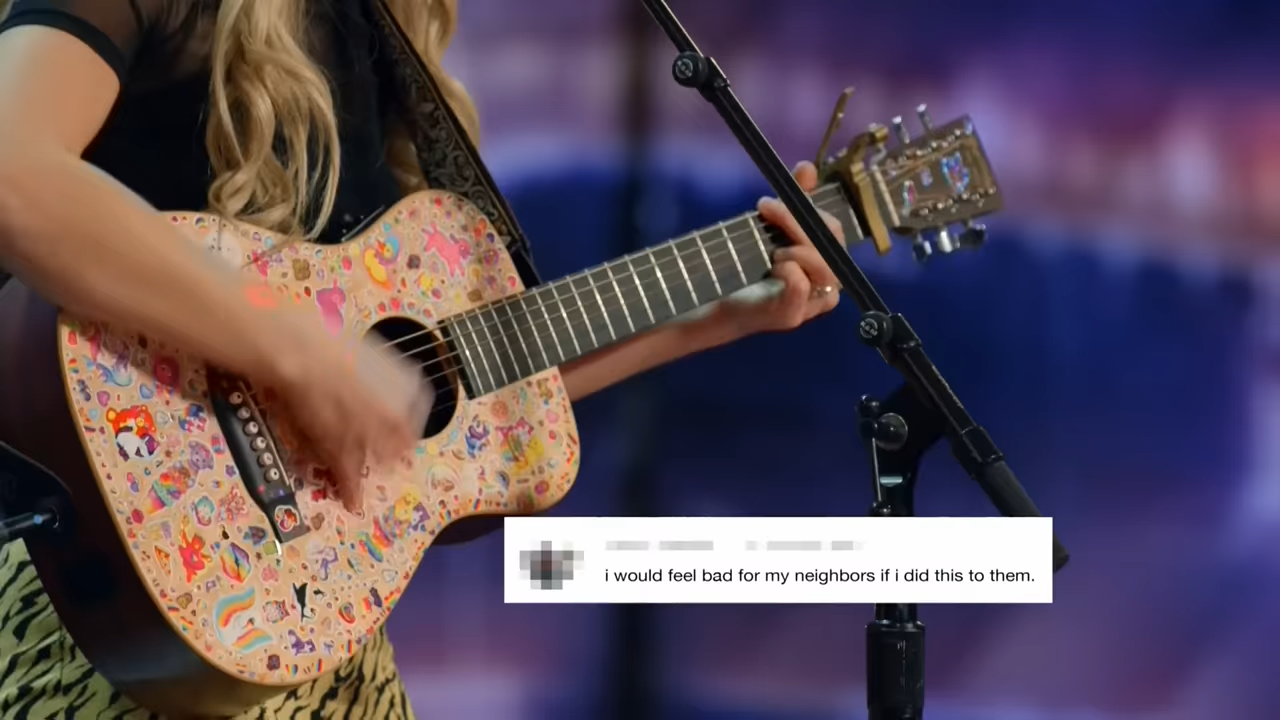 i would feel bad for my neighbors if i did this to them.